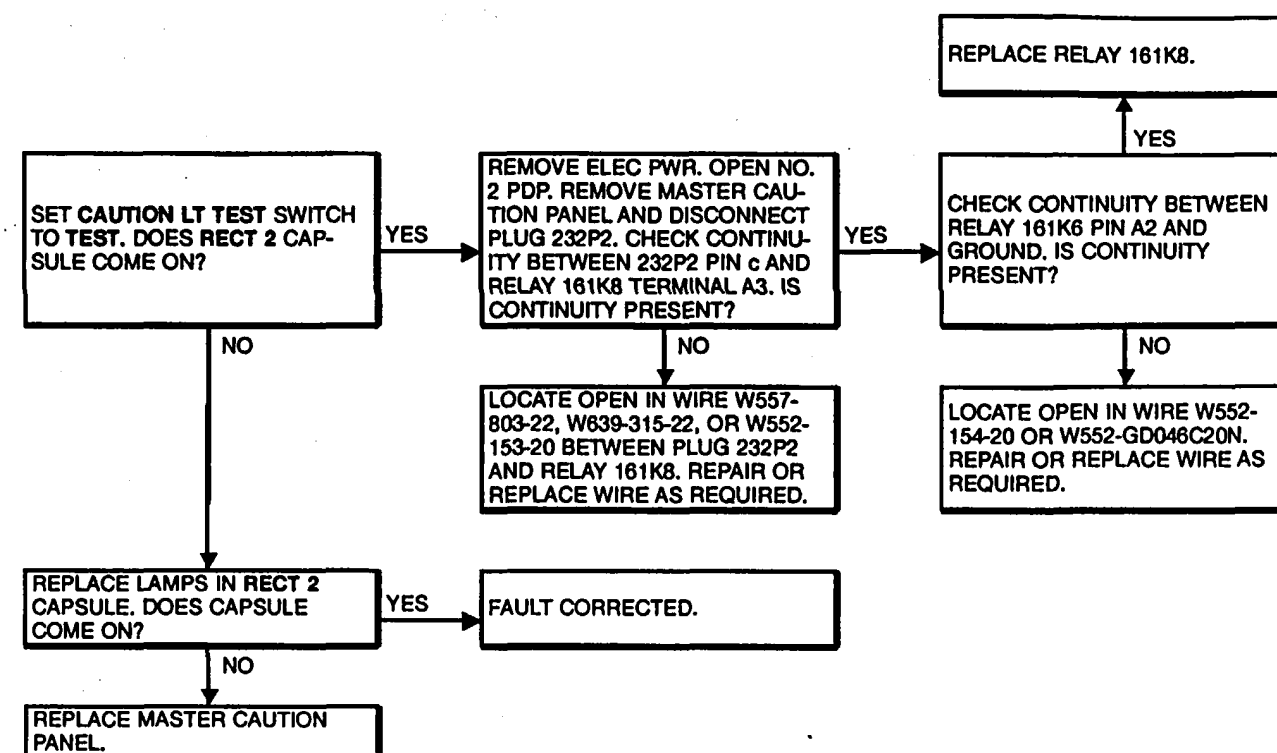 REPLACE RELAY 161K8.
YES
SET CAUTION LT TEST SWITCH
TO TEST. DOES RECT 2 CAP-
SULE COME ON?
YES
REMOVE ELEC PWR. OPEN NO.
2 PDP. REMOVE MASTER CAU-
TION PANEL AND DISCONNECT
PLUG 232P2. CHECK CONTINU-
ITY BETWEEN 232P2 PIN c AND
RELAY 161K8 TERMINAL A3. IS
CONTINUITY PRESENT?
YES
CHECK CONTINUITY BETWEEN
RELAY 161K6 PIN A2 AND
GROUND. IS CONTINUITY
PRESENT?
NO
NO
NO
LOCATE OPEN IN WIRE W557-
803-22, W639-315-22, OR W552-
153-20 BETWEEN PLUG 232P2
AND RELAY 161K8. REPAIR OR
REPLACE WIRE AS REQUIRED.
LOCATE OPEN IN WIRE W552-
154-20 OR W552-GD046C20N.
REPAIR OR REPLACE WIRE AS
REQUIRED.
REPLACE LAMPS IN RECT 2
CAPSULE. DOES CAPSULE
COME ON?
YES
FAULT CORRECTED.
NO
REPLACE MASTER CAUTION
PANEL.